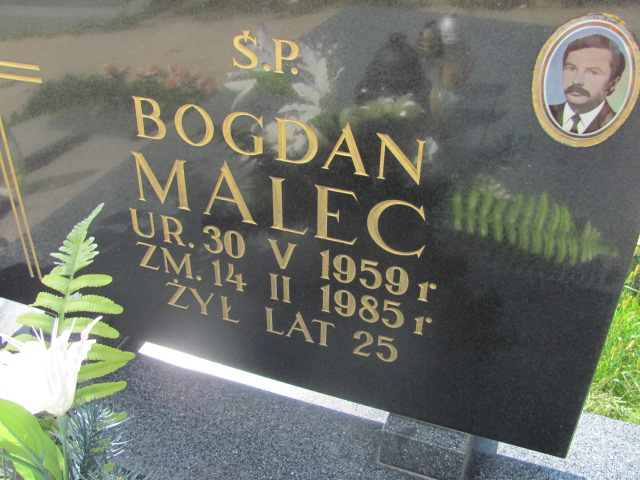 Ś.P.
BOGDAN
MALEC
UR. 30 V 1959 r
ZM. 14 II 1985 r
ŻYŁ LAT 25